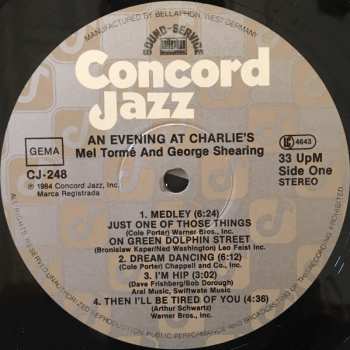 MANUFACTURED BY BELLAPHON, WEST GERMANY
SOUND-SERVICE
bellaphon
Concord
Jazz
AN EVENING AT CHARLIE'S
Mel Tormé And George Shearing
GEMA
K 4643
CJ-248
33 UpM
Side One
STEREO
℗ 1984 Concord Jazz, Inc.
Marca Registrada
1. MEDLEY (6:24)
JUST ONE OF THOSE THINGS
(Cole Porter) Warner Bros., Inc.
ON GREEN DOLPHIN STREET
(Bronislaw Kaper/Ned Washington) Leo Feist Inc.
2. DREAM DANCING (6:12)
(Cole Porter) Chappell and Co., Inc.
3. I'M HIP (3:02)
(Dave Frishberg/Bob Dorough)
Aral Music, Swiftwate Music
4. THEN I'LL BE TIRED OF YOU (4:36)
(Arthur Schwartz)
Warner Bros., Inc.